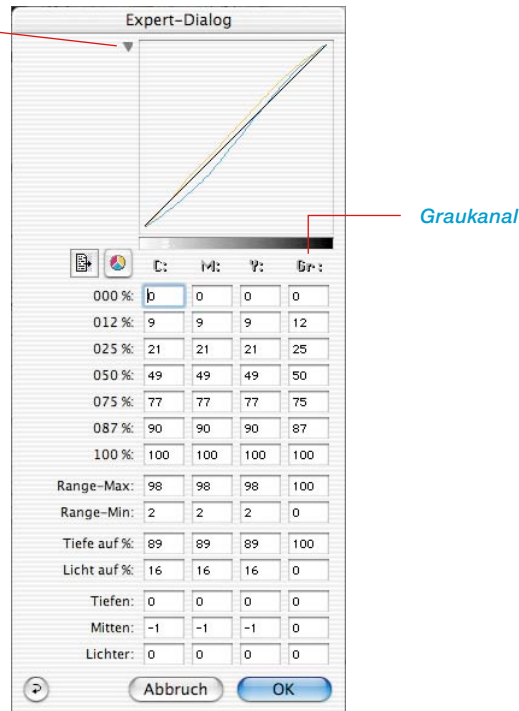 Expert-Dialog
Graukanal
C: M: Y: Gr:
000 %: 0 0 0 0
012 %: 9 9 9 12
025 %: 21 21 21 25
050 %: 49 49 49 50
075 %: 77 77 77 75
087 %: 90 90 90 87
100 %: 100 100 100 100
Range-Max: 98 98 98 100
Range-Min: 2 2 2 0
Tiefe auf %: 89 89 89 100
Licht auf %: 16 16 16 0
Tiefen: 0 0 0 0
Mitten: -1 -1 -1 0
Lichter: 0 0 0 0
Abbruch OK